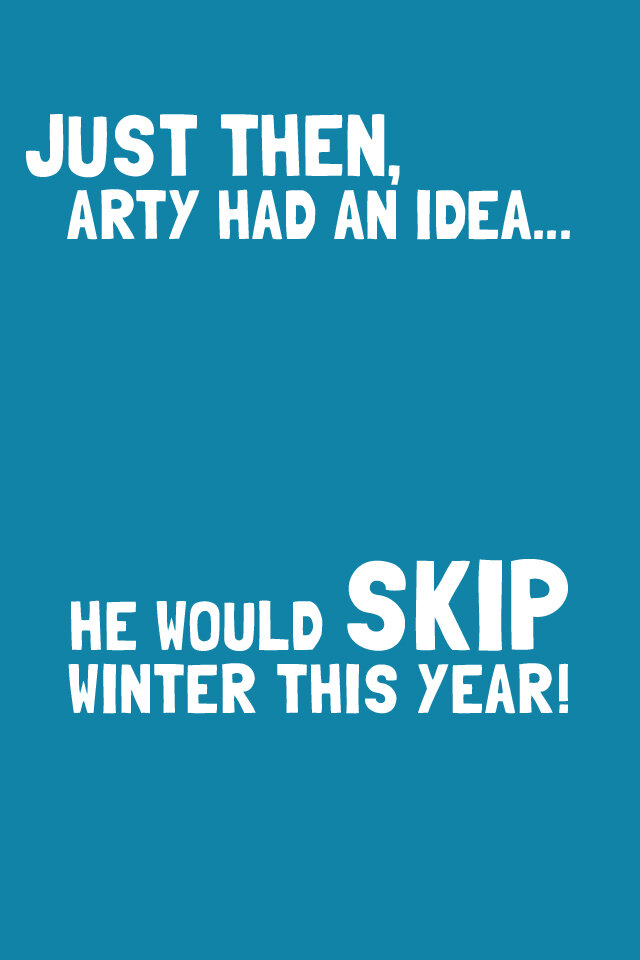 JUST THEN,
ARTY HAD AN IDEA...
HE WOULD SKIP
WINTER THIS YEAR!